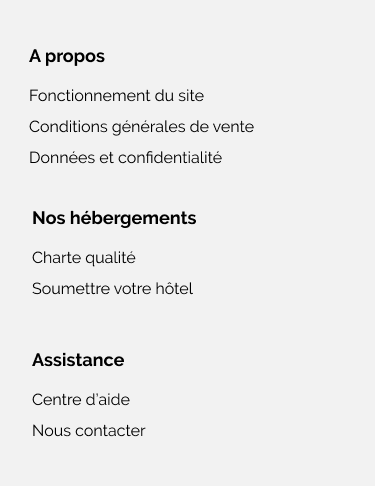 A propos
Fonctionnement du site
Conditions générales de vente
Données et confidentialité
Nos hébergements
Charte qualité
Soumettre votre hôtel
Assistance
Centre d'aide
Nous contacter